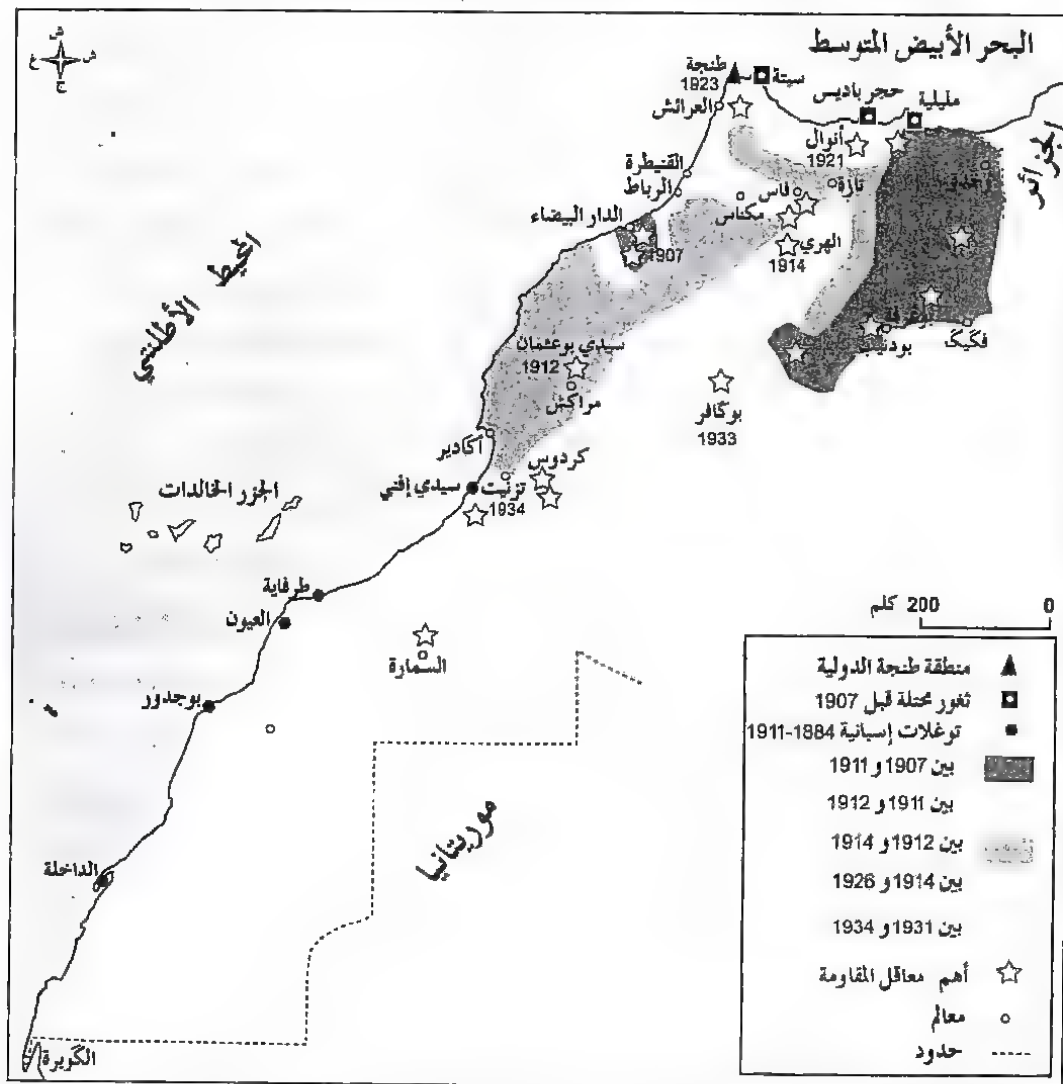 البحر الأبيض المتوسط
ش
ش
غ
ج
طنجة
1923
سبتة
حجر باديس
مليلية
العرائش
أنوال
1921
الجزائر
القنيطرة
الرباط
فاس
تازة
مكناس
الدار البيضاء
1907
الهري
1914
المحيط الأطلنتي
بودنيب
فگيگ
سيدي بوعثمان
1912
مراكش
بوگافر
1933
أكادير
كردوس
تزنيت
1934
سيدي إفني
الجزر الخالدات
طرفاية
العيون
السمارة
بوجدور
موريتانيا
الداخلة
الگويرة
0 200 كلم
منطقة طنجة الدولية
ثغور محتلة قبل 1907
توغلات إسبانية 1884-1911
بين 1907 و 1911
بين 1911 و 1912
بين 1912 و 1914
بين 1914 و 1926
بين 1931 و 1934
أهم معاقل المقاومة
معالم
حدود